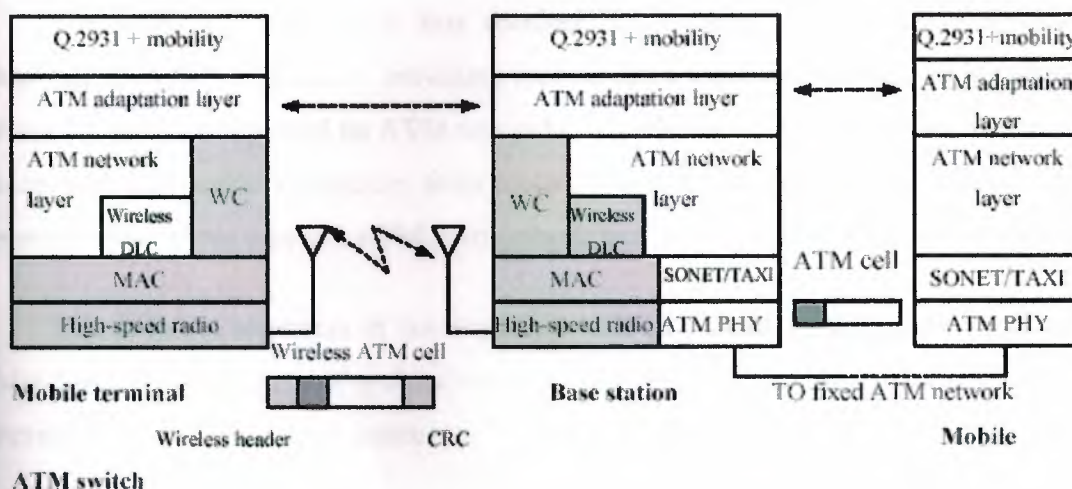 Q.2931 + mobility
ATM adaptation layer
ATM network
layer
WC
Wireless
DLC
MAC
High-speed radio
Mobile terminal
Wireless ATM cell
Wireless header
CRC
Q.2931 + mobility
ATM adaptation layer
WC
ATM network
layer
Wireless
DLC
MAC
SONET/TAXI
High-speed radio
ATM PHY
Base station
ATM cell
TO fixed ATM network
Q.2931+mobility
ATM adaptation
layer
ATM network
layer
SONET/TAXI
ATM PHY
Mobile
ATM switch